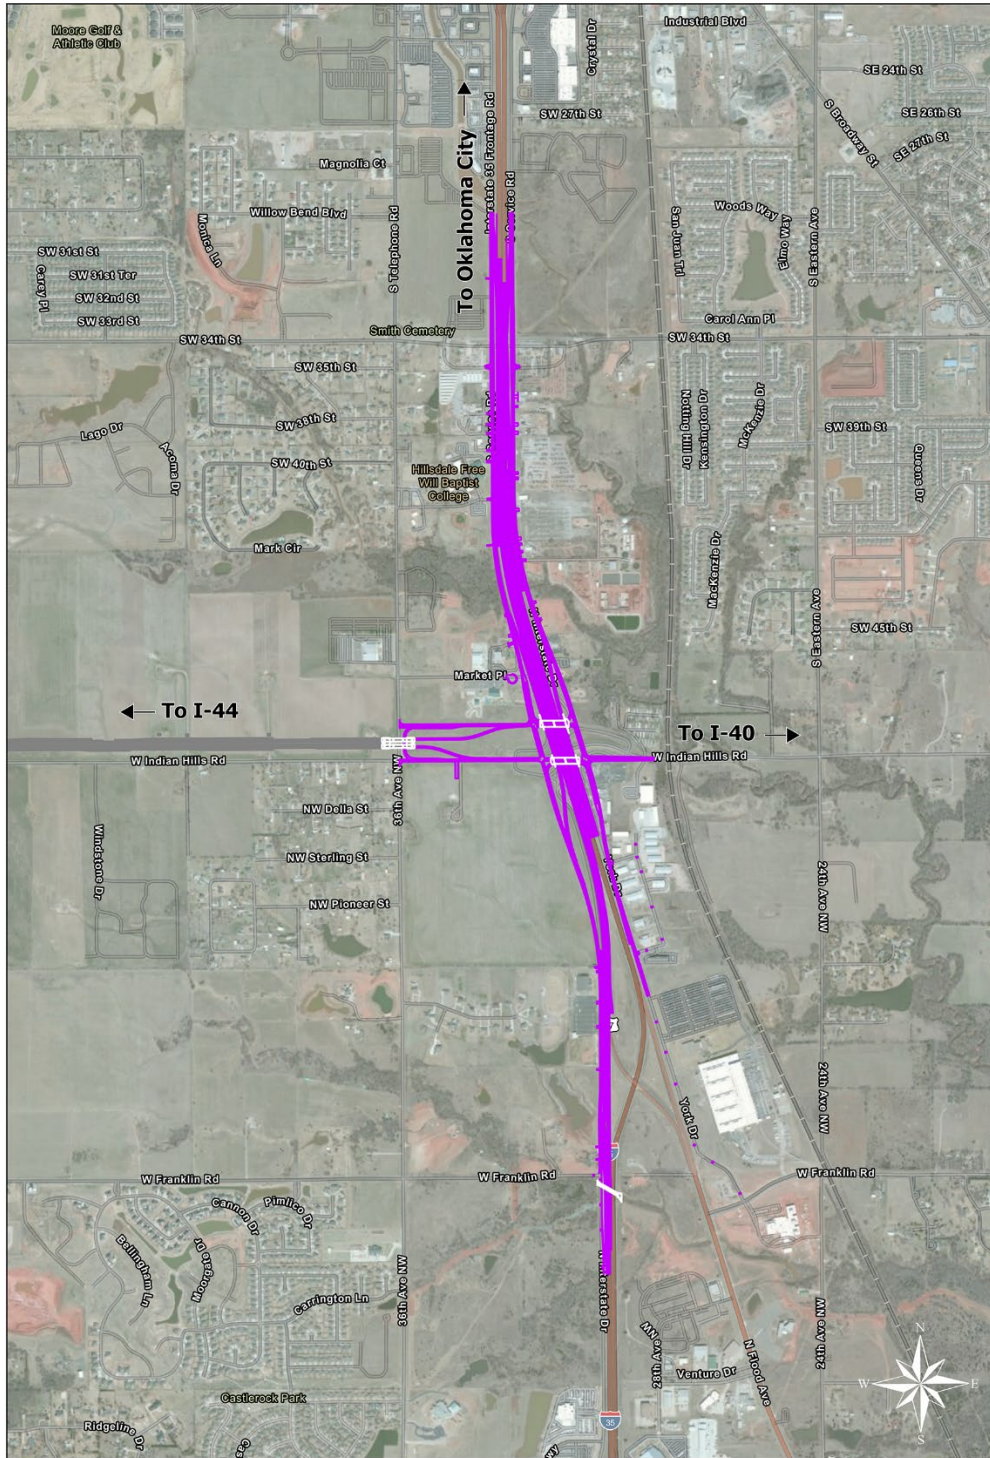 Moore Golf &
Athletic Club
Industrial Blvd
Crystal Dr
SE 24th St
SW 27th St
S Broadway St
SE 26th St
SE 27th St
To Oklahoma City
Interstate 35 Frontage Rd
Magnolia Ct
Willow Bend Blvd
S Telephone Rd
Monica Ln
Woods Way
San Juan Trl
Elmo Way
S Eastern Ave
SW 31st St
SW 31st Ter
Carey Pl
SW 32nd St
SW 33rd St
Carol Ann Pl
Smith Cemetery
SW 34th St
SW 34th St
SW 35th St
Notting Hill Dr
Kensington Dr
McKenzie Dr
SW 38th St
SW 39th St
Lago Dr
Acoma Dr
SW 40th St
Hillsdale Free
Will Baptist
College
Queens Dr
Mark Cir
MacKenzie Dr
S Eastern Ave
SW 45th St
Market Pl
To I-44
To I-40
W Indian Hills Rd
W Indian Hills Rd
36th Ave NW
NW Della St
Windstone Dr
NW Sterling St
NW Pioneer St
24th Ave NW
24th Ave NW
York Dr
W Franklin Rd
W Franklin Rd
W Franklin Rd
Cannon Dr
Pimlico Dr
Bellingham Ln
Moorgate Dr
Carrington Ln
36th Ave NW
28th Ave NW
Venture Dr
N Flood Ave
24th Ave NW
Castlerock Park
Ridgeline Dr
35
N
W
E
S